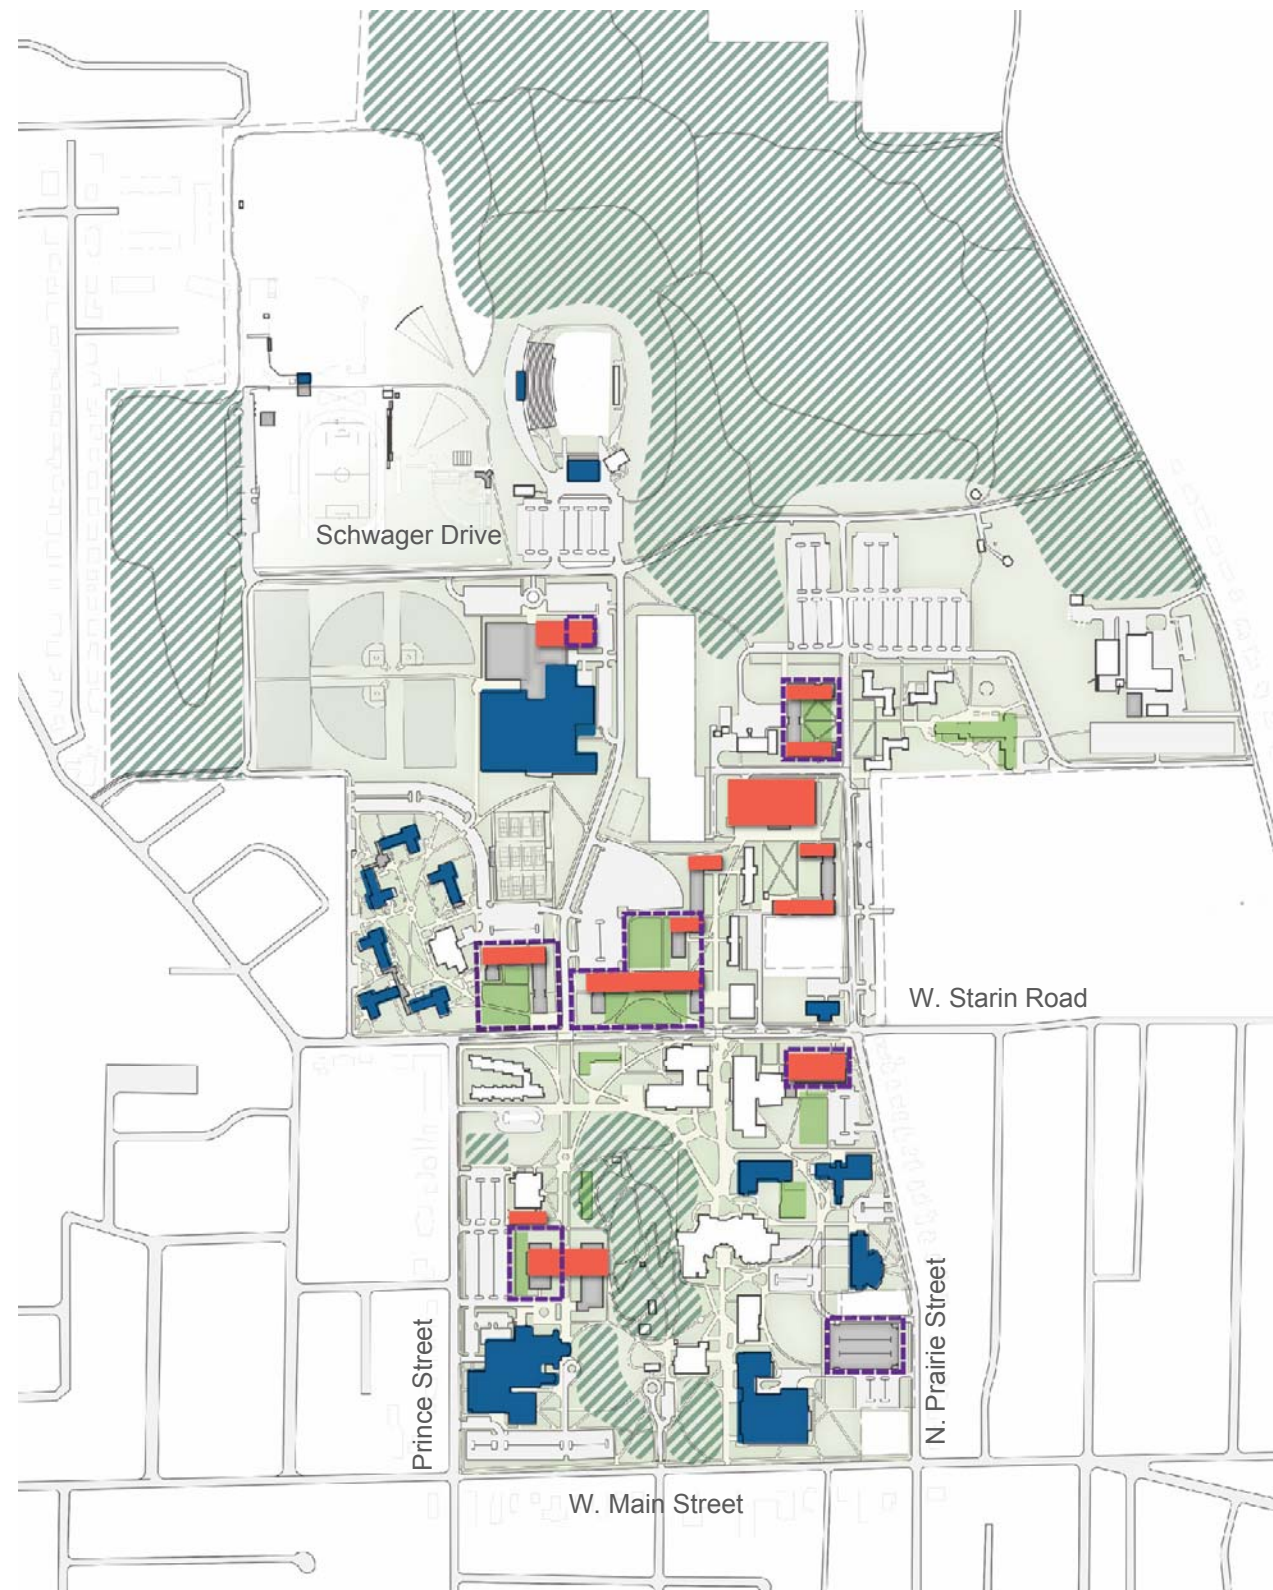 Schwager Drive
W. Starin Road
Prince Street
N. Prairie Street
W. Main Street